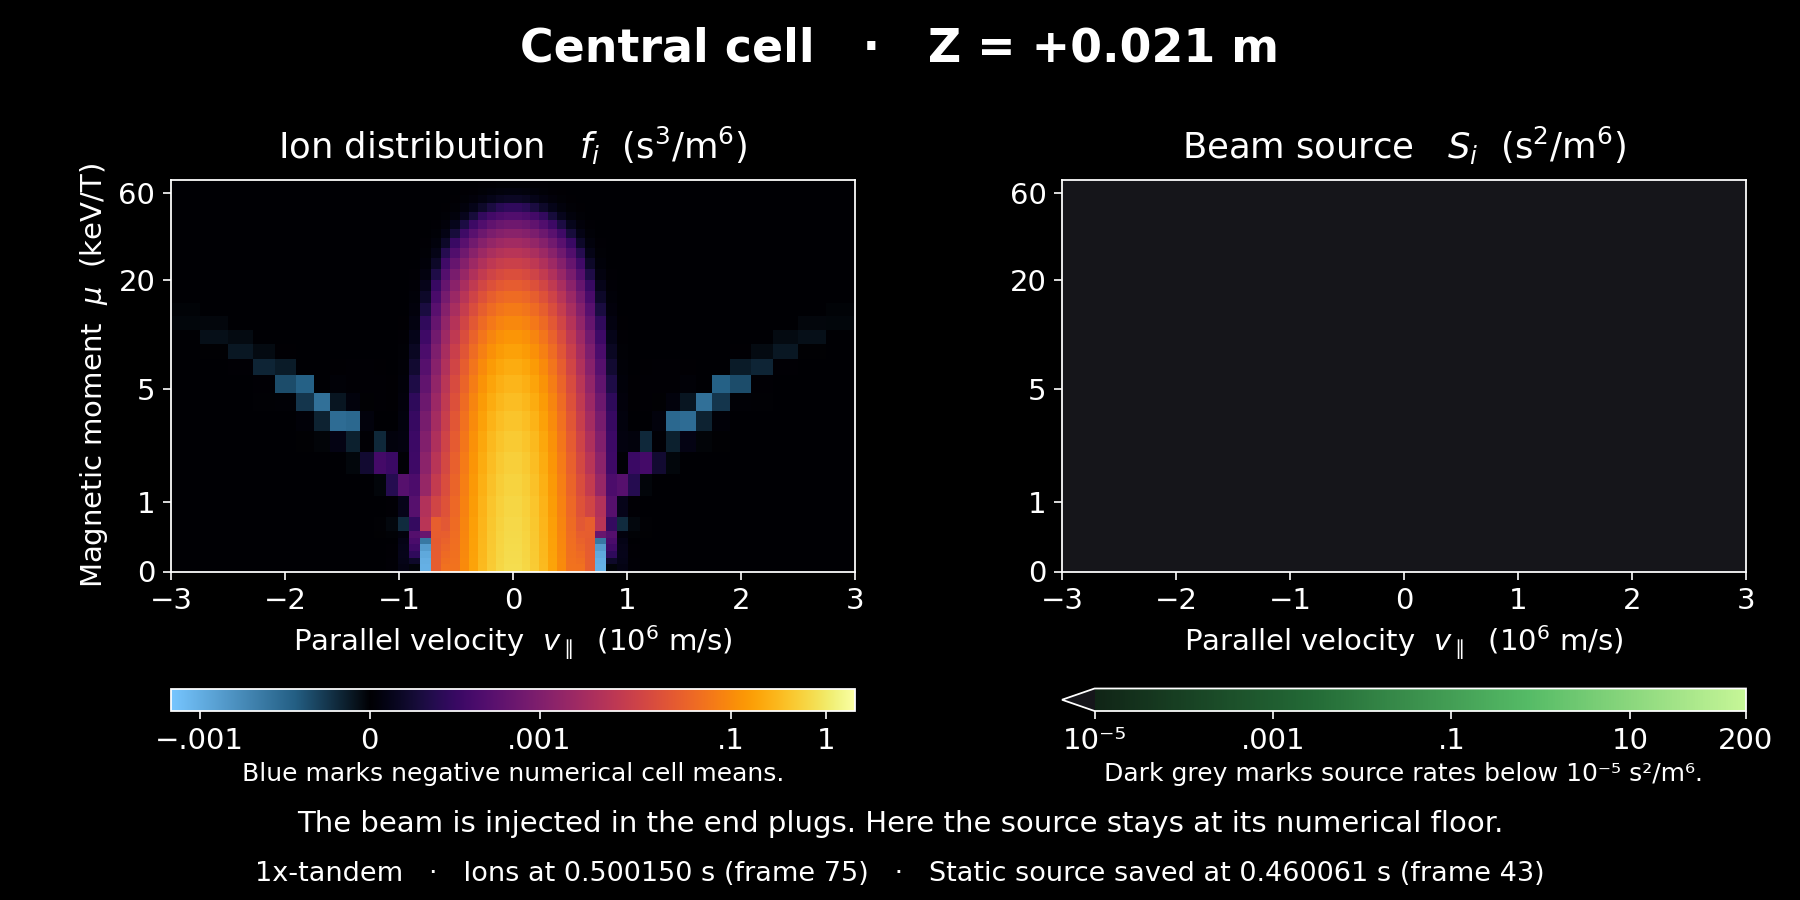 Central cell · Z = +0.021 m
Ion distribution f_i (s³/m⁶)
Beam source S_i (s²/m⁶)
Magnetic moment μ (keV/T)
60
20
5
1
0
−3 −2 −1 0 1 2 3
Parallel velocity v_∥ (10⁶ m/s)
60
20
5
1
0
−3 −2 −1 0 1 2 3
Parallel velocity v_∥ (10⁶ m/s)
−.001 0 .001 .1 1
Blue marks negative numerical cell means.
10⁻⁵ .001 .1 10 200
Dark grey marks source rates below 10⁻⁵ s²/m⁶.
The beam is injected in the end plugs. Here the source stays at its numerical floor.
1x-tandem · Ions at 0.500150 s (frame 75) · Static source saved at 0.460061 s (frame 43)